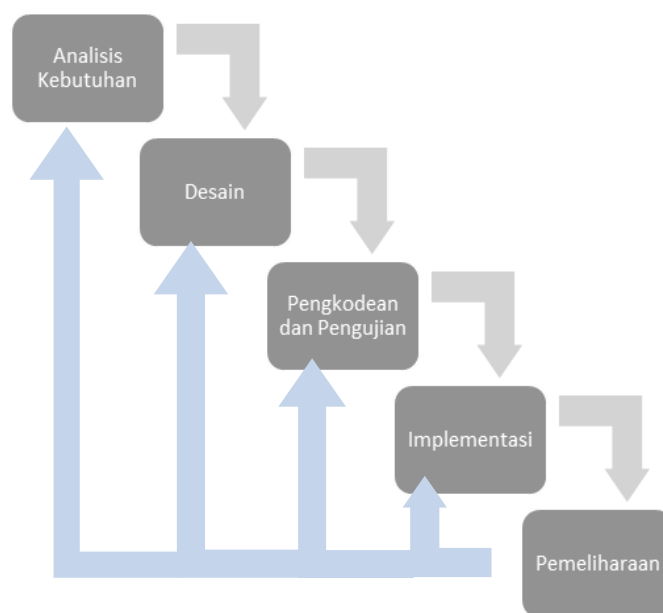 Analisis
Kebutuhan
Desain
Pengkodean
dan Pengujian
Implementasi
Pemeliharaan